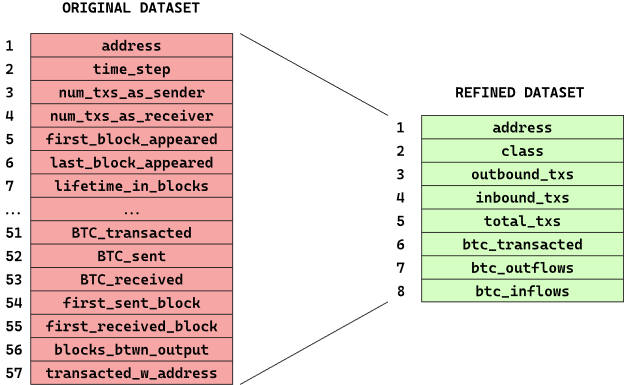 ORIGINAL DATASET
1 address
2 time_step
3 num_txs_as_sender
4 num_txs_as_receiver
5 first_block_appeared
6 last_block_appeared
7 lifetime_in_blocks
... ...
51 BTC_transacted
52 BTC_sent
53 BTC_received
54 first_sent_block
55 first_received_block
56 blocks_btwn_output
57 transacted_w_address
REFINED DATASET
1 address
2 class
3 outbound_txs
4 inbound_txs
5 total_txs
6 btc_transacted
7 btc_outflows
8 btc_inflows